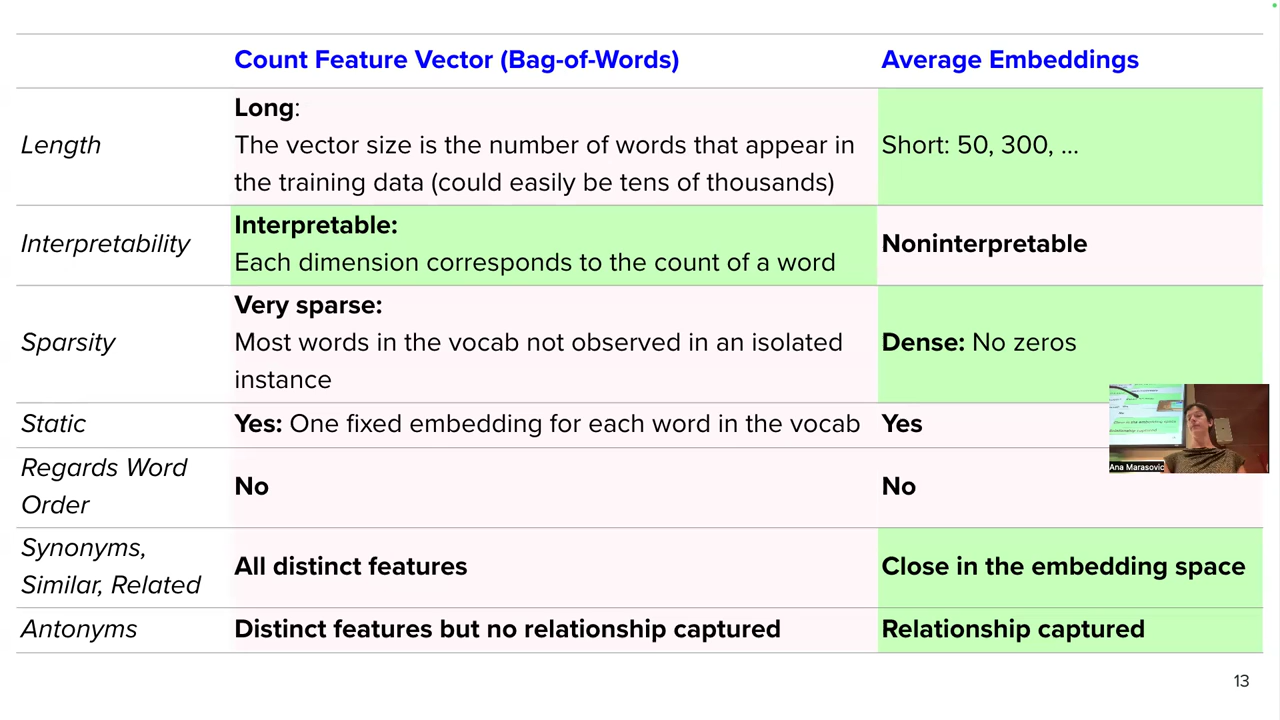 Count Feature Vector (Bag-of-Words)
Average Embeddings
Length
Long:
The vector size is the number of words that appear in
the training data (could easily be tens of thousands)
Short: 50, 300, ...
Interpretability
Interpretable:
Each dimension corresponds to the count of a word
Noninterpretable
Sparsity
Very sparse:
Most words in the vocab not observed in an isolated
instance
Dense: No zeros
Static
Yes: One fixed embedding for each word in the vocab
Yes
Regards Word
Order
No
No
Synonyms,
Similar, Related
All distinct features
Close in the embedding space
Antonyms
Distinct features but no relationship captured
Relationship captured
Ana Marasovic
13